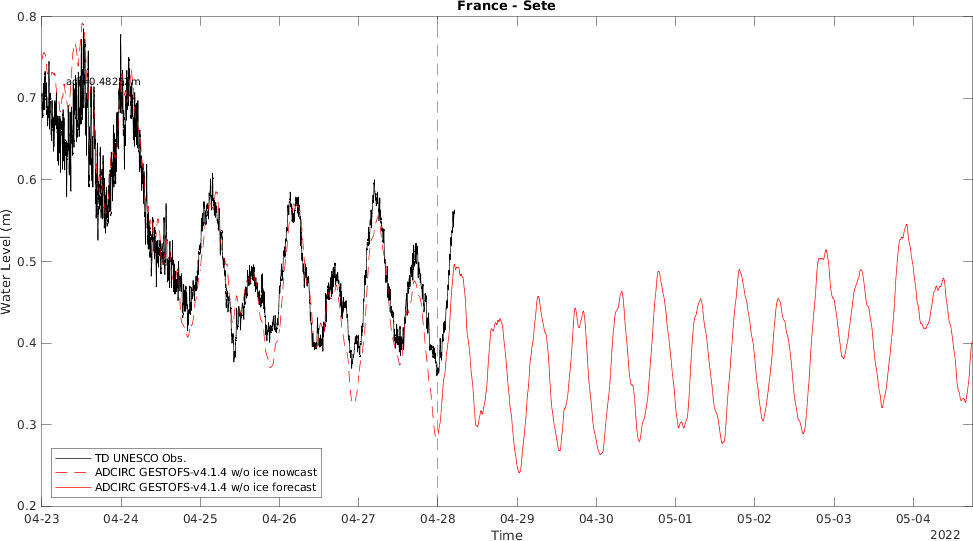 France - Sete
0.8
0.7
0.6
0.5
0.4
0.3
0.2
Water Level (m)
TD UNESCO Obs.
ADCIRC GESTOFS-v4.1.4 w/o ice nowcast
ADCIRC GESTOFS-v4.1.4 w/o ice forecast
04-23 04-24 04-25 04-26 04-27 04-28 04-29 04-30 05-01 05-02 05-03 05-04
Time
2022